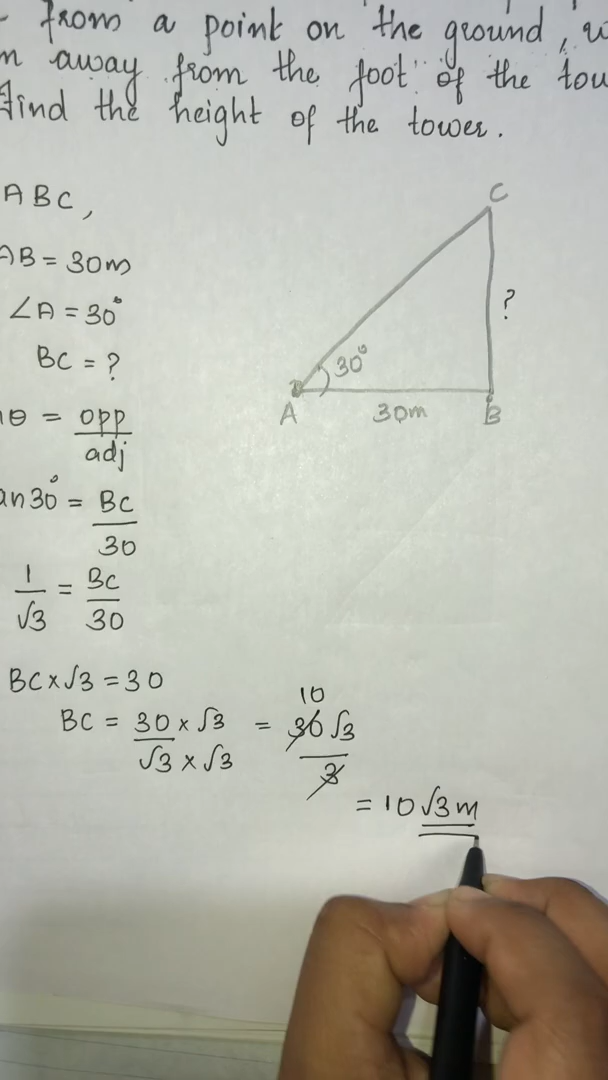 from a point on the ground,
away from the foot of the
find the height of the tower.
ABC,
AB = 30m
∠A = 30°
BC = ?
θ = opp
adj
an30° = BC
30
1 = BC
√3 30
BC x √3 = 30
10
BC = 30 x √3 = 30√3
√3 x √3 3
= 10√3 m
C
?
30°
A 30m B